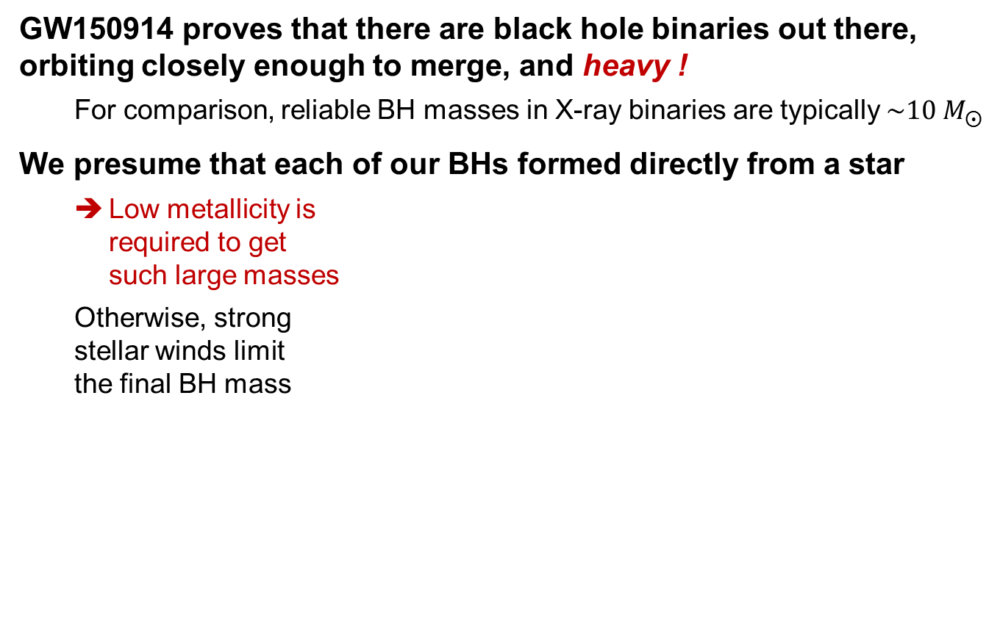 GW150914 proves that there are black hole binaries out there,
orbiting closely enough to merge, and heavy !
For comparison, reliable BH masses in X-ray binaries are typically ~10 M⊙
We presume that each of our BHs formed directly from a star
➔ Low metallicity is
required to get
such large masses
Otherwise, strong
stellar winds limit
the final BH mass